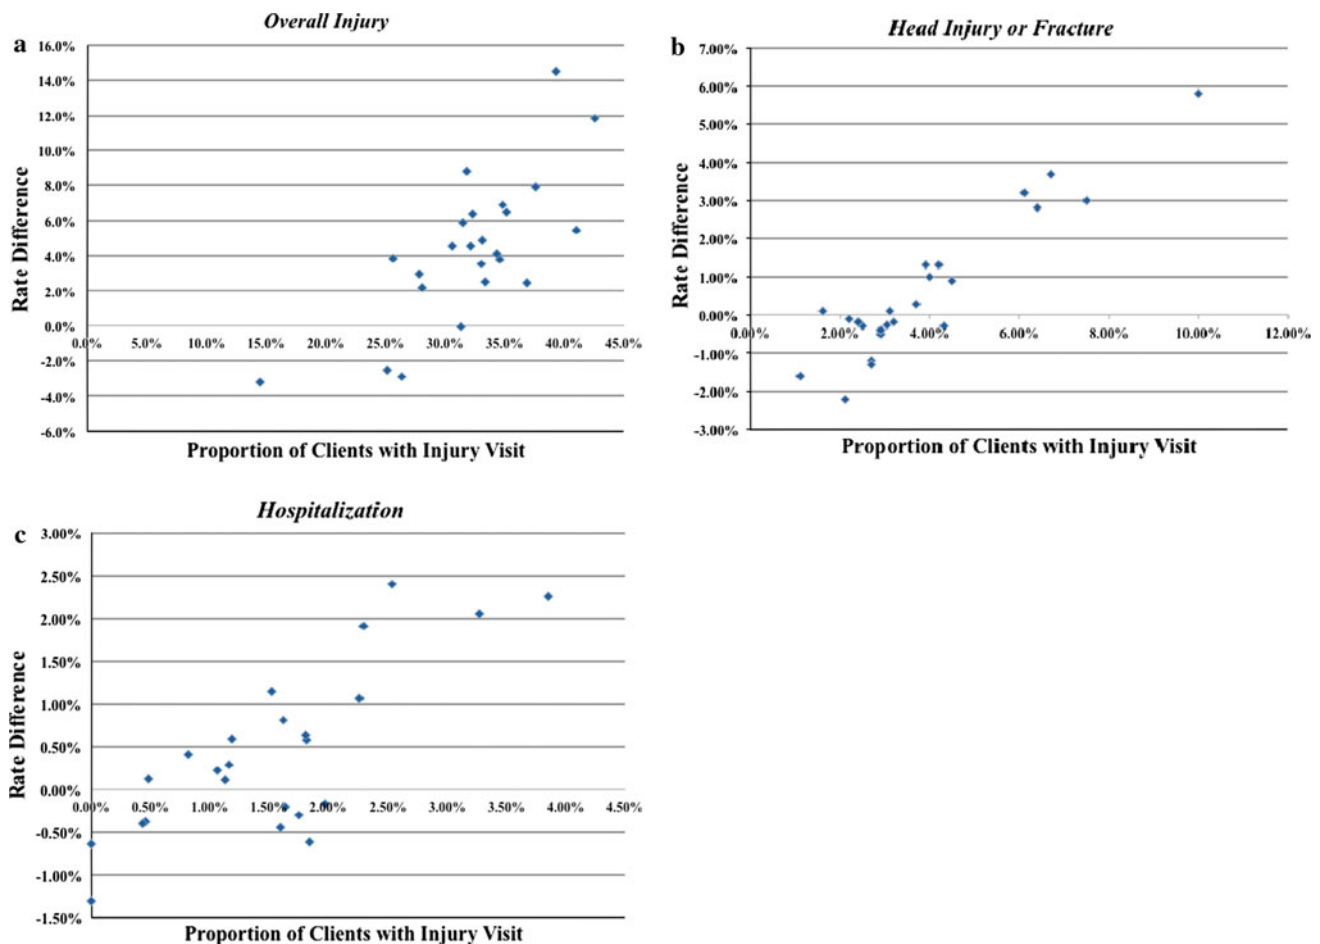 a
Overall Injury
16.0%
14.0%
12.0%
10.0%
8.0%
6.0%
4.0%
2.0%
0.0%
-2.0%
-4.0%
-6.0%
Rate Difference
0.0% 5.0% 10.0% 15.0% 20.0% 25.0% 30.0% 35.0% 40.0% 45.0%
Proportion of Clients with Injury Visit
b
Head Injury or Fracture
7.00%
6.00%
5.00%
4.00%
3.00%
2.00%
1.00%
0.00%
-1.00%
-2.00%
-3.00%
Rate Difference
0.00% 2.00% 4.00% 6.00% 8.00% 10.00% 12.00%
Proportion of Clients with Injury Visit
c
Hospitalization
3.00%
2.50%
2.00%
1.50%
1.00%
0.50%
0.00%
-0.50%
-1.00%
-1.50%
Rate Difference
0.00% 0.50% 1.00% 1.50% 2.00% 2.50% 3.00% 3.50% 4.00% 4.50%
Proportion of Clients with Injury Visit